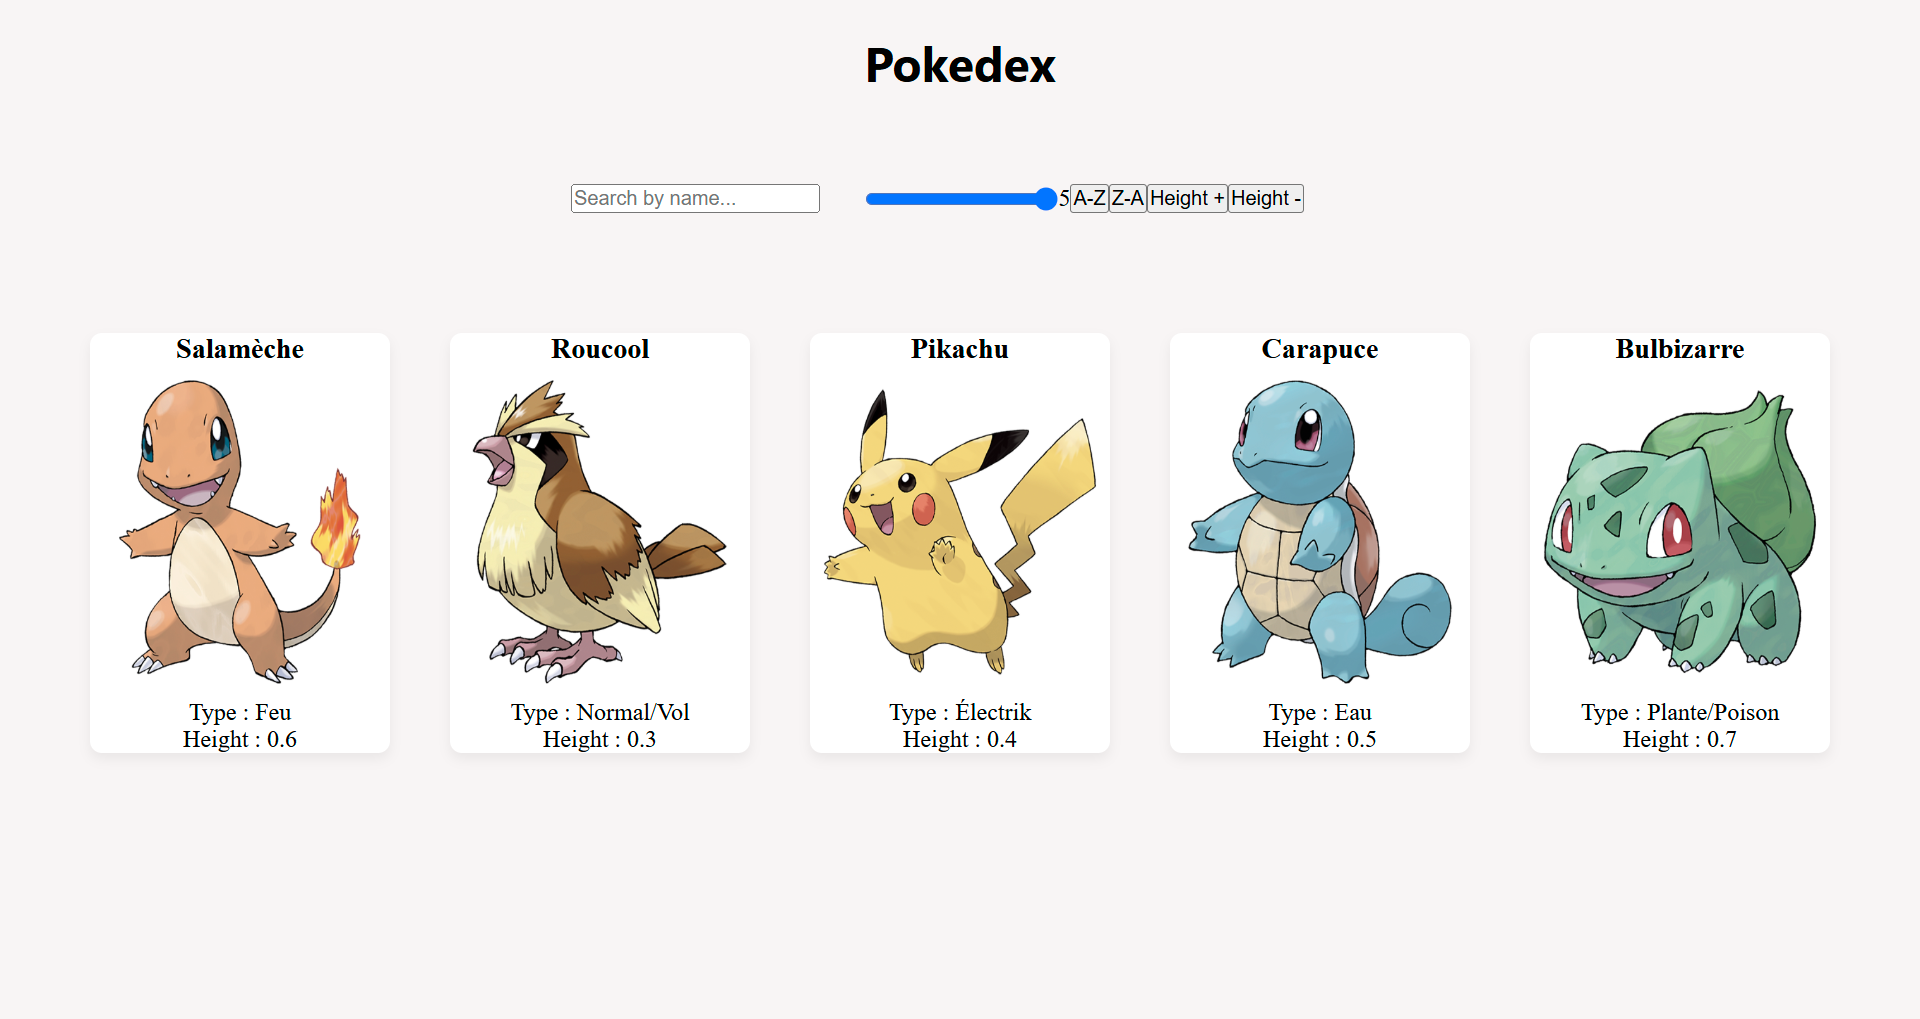 Pokedex
Search by name... 5 A-Z Z-A Height + Height -
Salamèche
Type : Feu
Height : 0.6
Roucool
Type : Normal/Vol
Height : 0.3
Pikachu
Type : Électrik
Height : 0.4
Carapuce
Type : Eau
Height : 0.5
Bulbizarre
Type : Plante/Poison
Height : 0.7